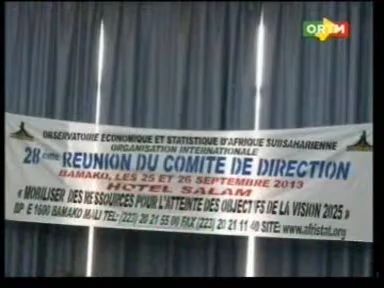 ORTM
OBSERVATOIRE ECONOMIQUE ET STATISTIQUE D'AFRIQUE SUBSAHARIENNE
ORGANISATION INTERNATIONALE
28ème REUNION DU COMITE DE DIRECTION
BAMAKO, LES 25 ET 26 SEPTEMBRE 2013
HOTEL SALAM
« MOBILISER DES RESSOURCES POUR L'ATTEINTE DES OBJECTIFS DE LA VISION 2025 »
BP E 1600 BAMAKO MALI TEL: (223) 20 21 55 00 FAX (223) 20 21 11 40 SITE: www.afristat.org